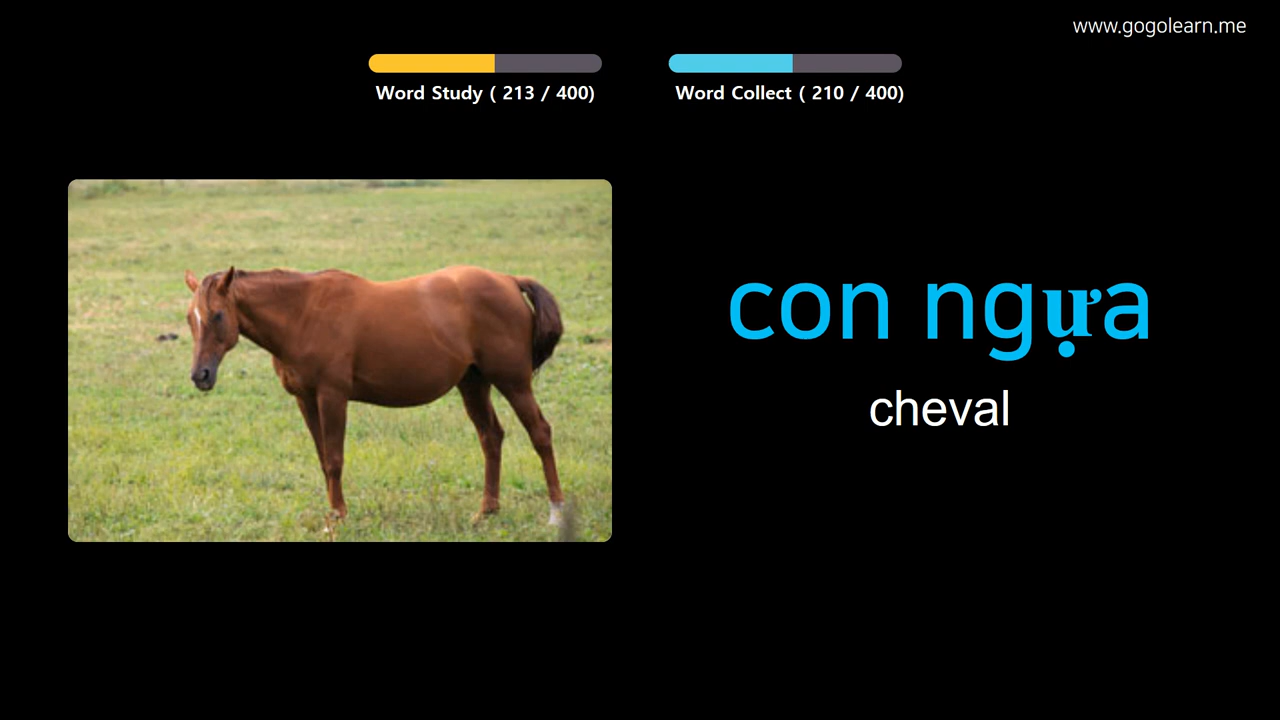 www.gogolearn.me
Word Study ( 213 / 400)
Word Collect ( 210 / 400)
con ngựa
cheval